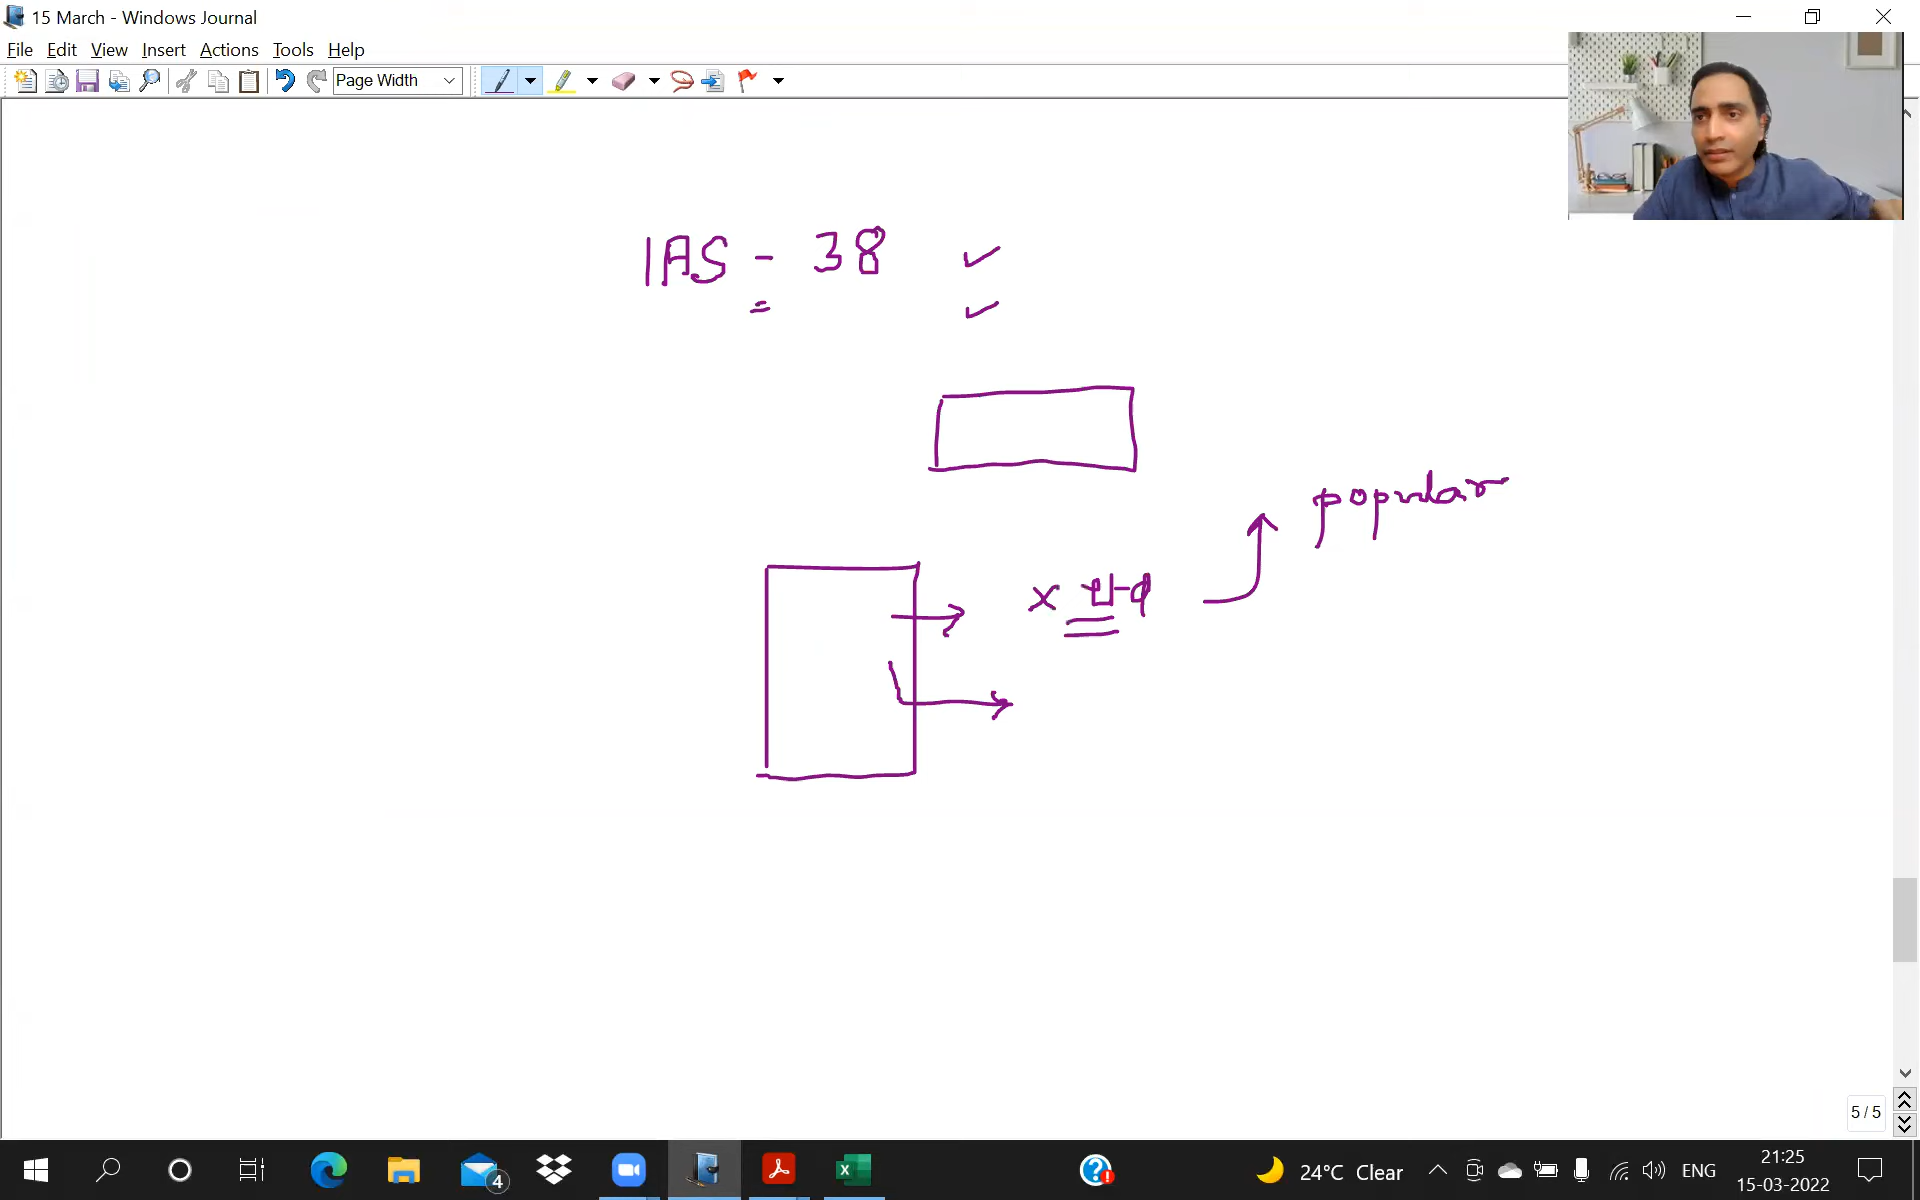 15 March - Windows Journal
File Edit View Insert Actions Tools Help
Page Width
IAS - 38
popular
x
5 / 5
4
24°C Clear
ENG
21:25
15-03-2022